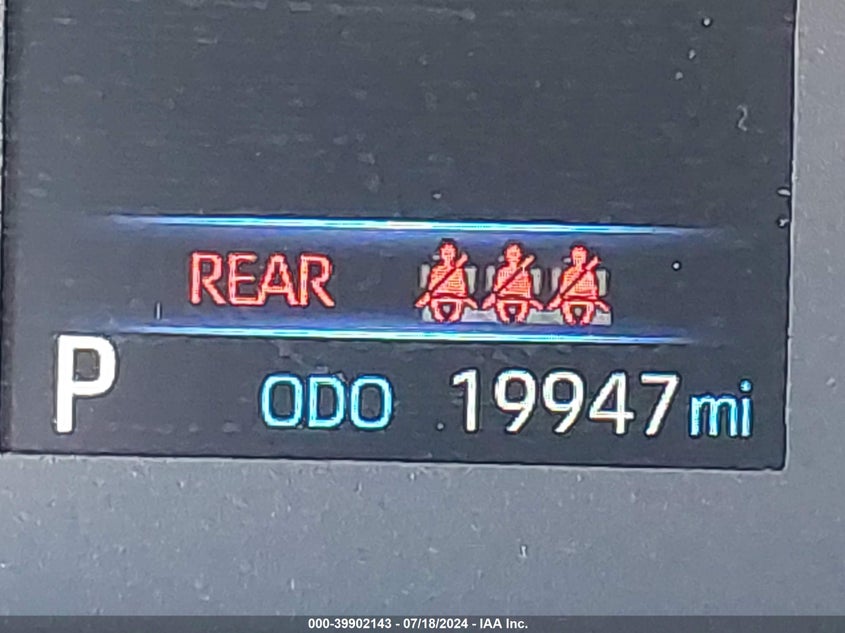 REAR
P ODO 19947 mi
000-39902143 - 07/18/2024 - IAA Inc.